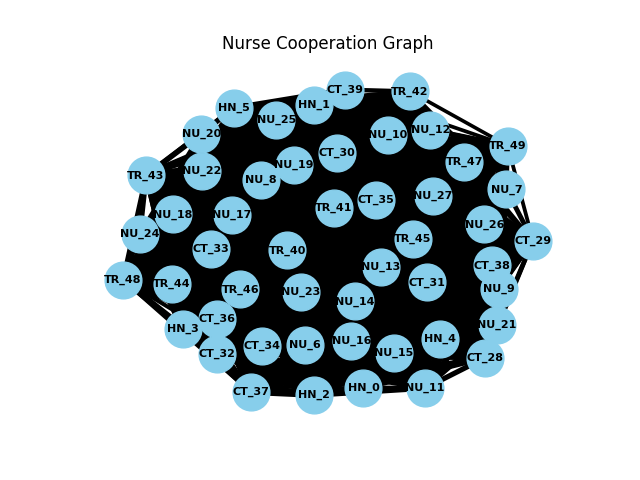 Nurse Cooperation Graph
CT_39
TR_42
HN_1
HN_5
NU_25
NU_12
NU_20
NU_10
TR_49
CT_30
TR_47
NU_19
NU_22
TR_43
NU_8
NU_7
NU_27
CT_35
TR_41
NU_18
NU_17
NU_26
NU_24
TR_45
CT_29
CT_33
TR_40
CT_38
NU_13
TR_48
CT_31
TR_44
NU_9
TR_46
NU_23
NU_14
CT_36
NU_21
HN_3
HN_4
NU_16
NU_6
CT_34
NU_15
CT_32
CT_28
HN_0
NU_11
CT_37
HN_2